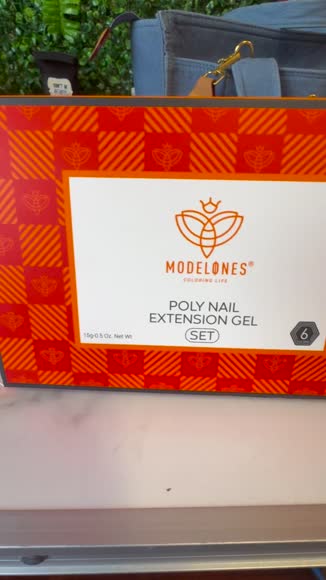 MODELONES®
COLORING LIFE
POLY NAIL
EXTENSION GEL
SET
15g-0.5 Oz. Net Wt
6